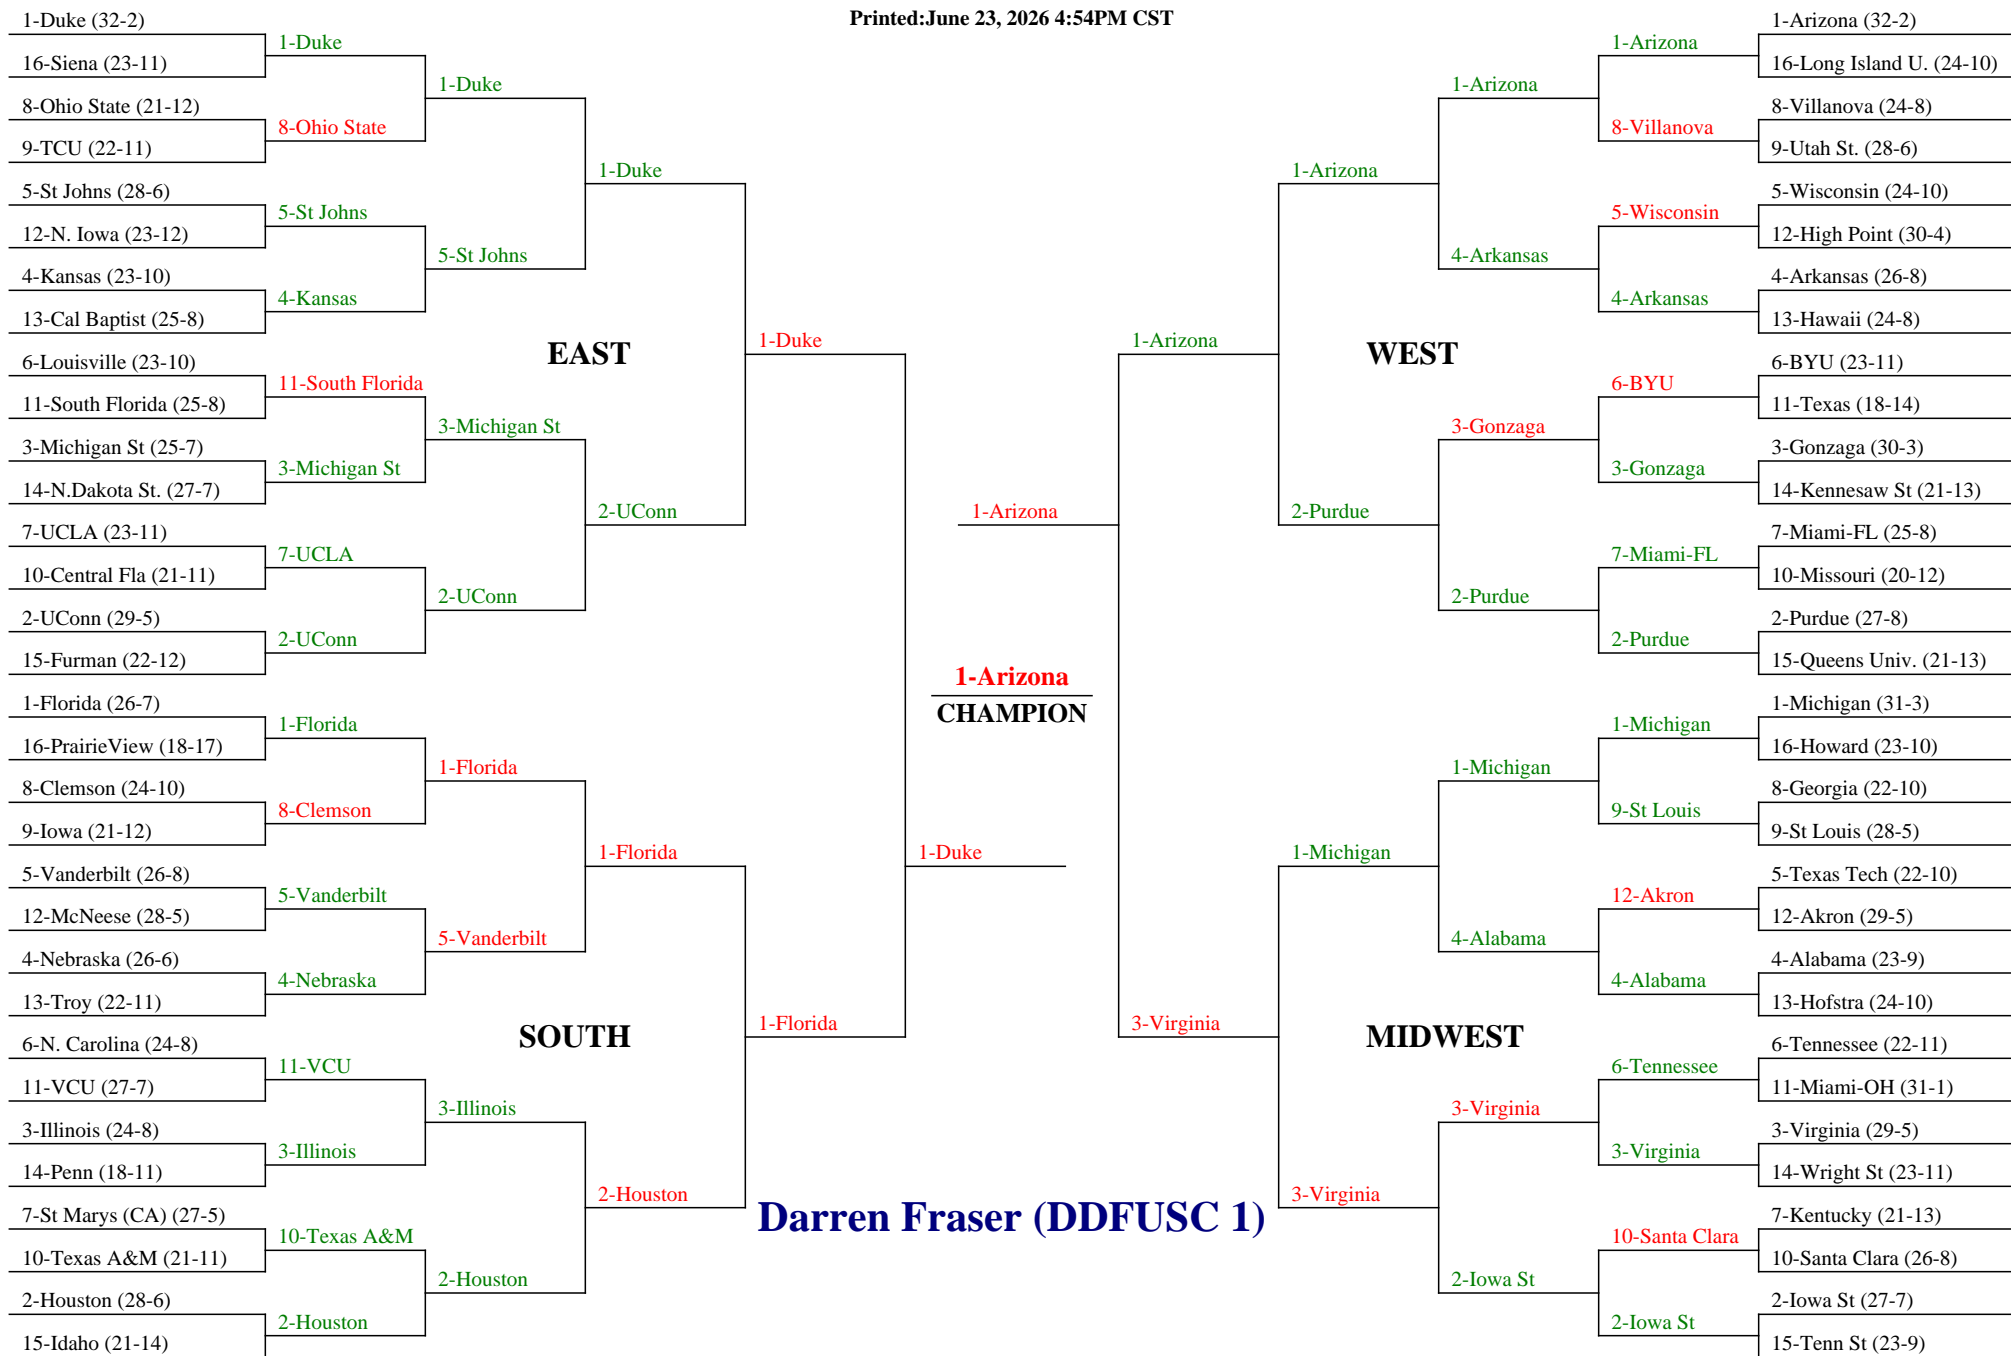 Printed:June 23, 2026 4:54PM CST
1-Duke (32-2)
16-Siena (23-11)
8-Ohio State (21-12)
9-TCU (22-11)
5-St Johns (28-6)
12-N. Iowa (23-12)
4-Kansas (23-10)
13-Cal Baptist (25-8)
6-Louisville (23-10)
11-South Florida (25-8)
3-Michigan St (25-7)
14-N.Dakota St. (27-7)
7-UCLA (23-11)
10-Central Fla (21-11)
2-UConn (29-5)
15-Furman (22-12)
1-Florida (26-7)
16-PrairieView (18-17)
8-Clemson (24-10)
9-Iowa (21-12)
5-Vanderbilt (26-8)
12-McNeese (28-5)
4-Nebraska (26-6)
13-Troy (22-11)
6-N. Carolina (24-8)
11-VCU (27-7)
3-Illinois (24-8)
14-Penn (18-11)
7-St Marys (CA) (27-5)
10-Texas A&M (21-11)
2-Houston (28-6)
15-Idaho (21-14)
1-Duke
8-Ohio State
5-St Johns
4-Kansas
11-South Florida
3-Michigan St
7-UCLA
2-UConn
1-Florida
8-Clemson
5-Vanderbilt
4-Nebraska
11-VCU
3-Illinois
10-Texas A&M
2-Houston
1-Duke
5-St Johns
3-Michigan St
2-UConn
1-Florida
5-Vanderbilt
3-Illinois
2-Houston
EAST
SOUTH
1-Duke
2-UConn
1-Florida
2-Houston
1-Duke
1-Florida
1-Duke
1-Arizona
1-Arizona
CHAMPION
Darren Fraser (DDFUSC 1)
1-Arizona
3-Virginia
1-Arizona
2-Purdue
1-Michigan
3-Virginia
WEST
MIDWEST
1-Arizona
4-Arkansas
3-Gonzaga
2-Purdue
1-Michigan
4-Alabama
3-Virginia
2-Iowa St
1-Arizona
8-Villanova
5-Wisconsin
4-Arkansas
6-BYU
3-Gonzaga
7-Miami-FL
2-Purdue
1-Michigan
9-St Louis
12-Akron
4-Alabama
6-Tennessee
3-Virginia
10-Santa Clara
2-Iowa St
1-Arizona (32-2)
16-Long Island U. (24-10)
8-Villanova (24-8)
9-Utah St. (28-6)
5-Wisconsin (24-10)
12-High Point (30-4)
4-Arkansas (26-8)
13-Hawaii (24-8)
6-BYU (23-11)
11-Texas (18-14)
3-Gonzaga (30-3)
14-Kennesaw St (21-13)
7-Miami-FL (25-8)
10-Missouri (20-12)
2-Purdue (27-8)
15-Queens Univ. (21-13)
1-Michigan (31-3)
16-Howard (23-10)
8-Georgia (22-10)
9-St Louis (28-5)
5-Texas Tech (22-10)
12-Akron (29-5)
4-Alabama (23-9)
13-Hofstra (24-10)
6-Tennessee (22-11)
11-Miami-OH (31-1)
3-Virginia (29-5)
14-Wright St (23-11)
7-Kentucky (21-13)
10-Santa Clara (26-8)
2-Iowa St (27-7)
15-Tenn St (23-9)